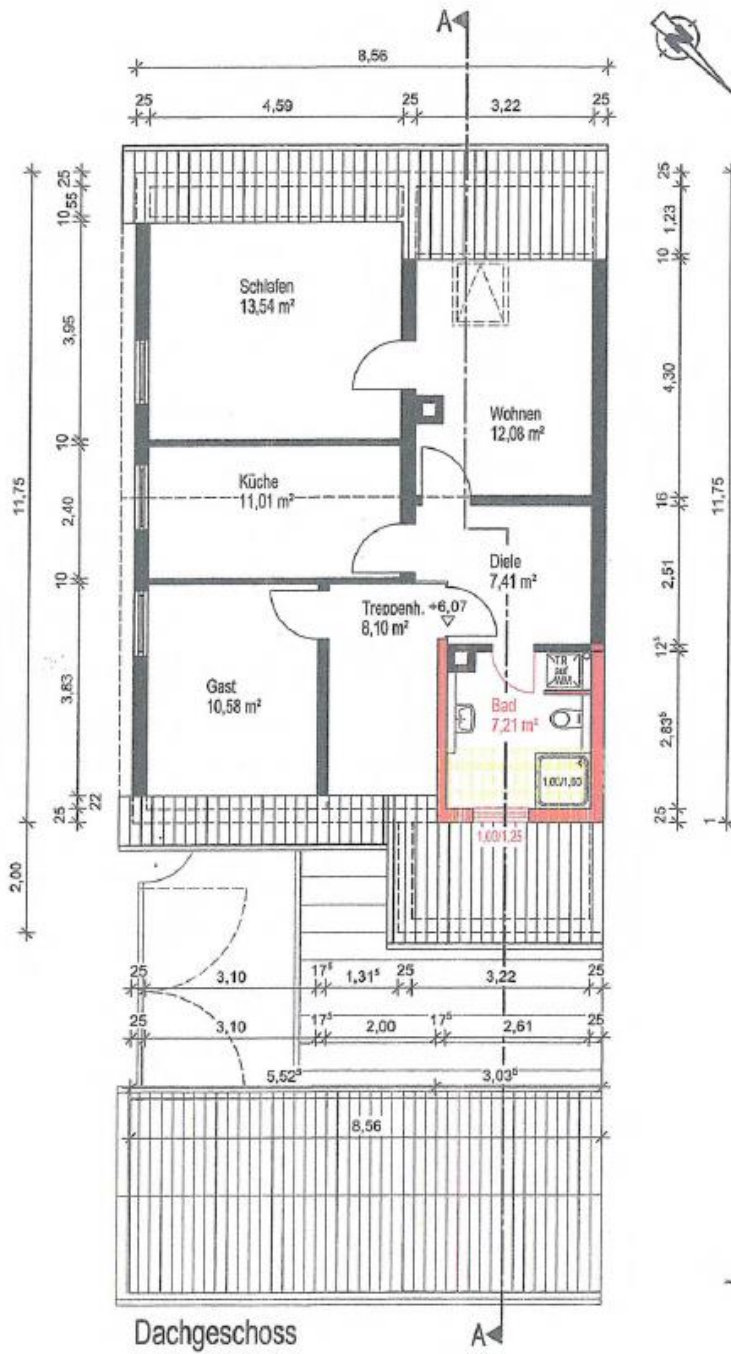 A
N
8,56
25 4,59 25 3,22 25
25
10 55
3,95
10
2,40
10
3,83
22
25
11,75
2,00
25
1,23
10
4,30
16
2,51
12⁵
2,83⁵
25
11,75
1
Schlafen
13,54 m²
Wohnen
12,08 m²
Küche
11,01 m²
Diele
7,41 m²
Treppenh. +6,07
8,10 m²
Gast
10,58 m²
TR
auf
WM
Bad
7,21 m²
1,00/1,00
1,00/1,25
25 3,10 17⁵ 1,31⁵ 25 3,22 25
25 3,10 17⁵ 2,00 17⁵ 2,61 25
5,52⁵ 3,03⁵
8,56
Dachgeschoss
A